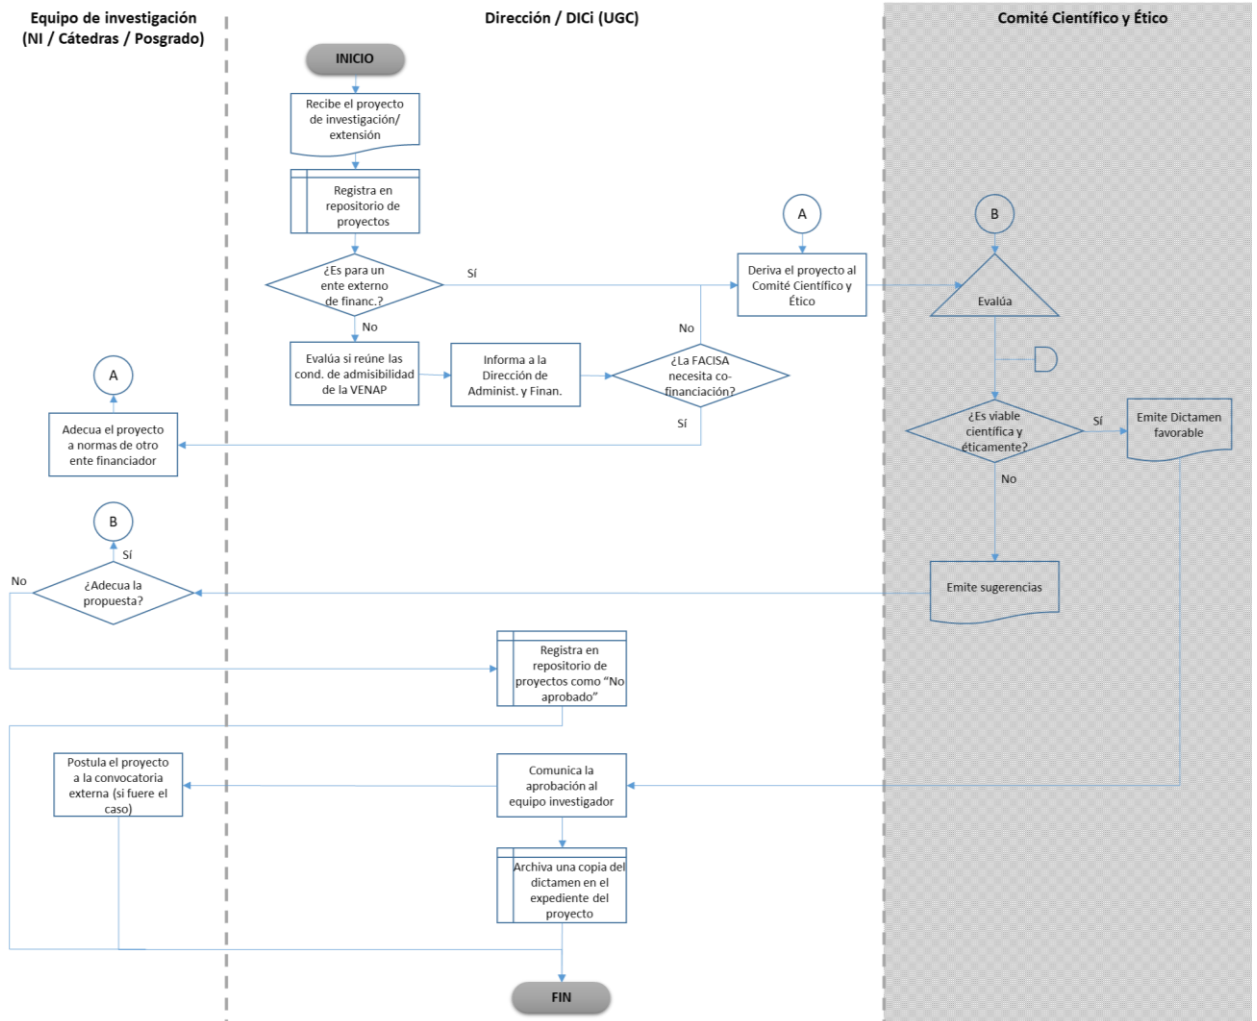 Equipo de investigación
(NI / Cátedras / Posgrado)
Dirección / DICi (UGC)
Comité Científico y Ético
INICIO
Recibe el proyecto
de investigación/
extensión
Registra en
repositorio de
proyectos
A
B
¿Es para un
ente externo
de financ.?
Sí
Deriva el proyecto al
Comité Científico y
Ético
Evalúa
No
No
Evalúa si reúne las
cond. de admisibilidad
de la VENAP
Informa a la
Dirección de
Administ. y Finan.
¿La FACISA
necesita co-
financiación?
A
Sí
Adecua el proyecto
a normas de otro
ente financiador
¿Es viable
científica y
éticamente?
Sí
Emite Dictamen
favorable
No
B
Sí
No
¿Adecua la
propuesta?
Emite sugerencias
Registra en
repositorio de
proyectos como “No
aprobado”
Postula el proyecto
a la convocatoria
externa (si fuere el
caso)
Comunica la
aprobación al
equipo investigador
Archiva una copia del
dictamen en el
expediente del
proyecto
FIN